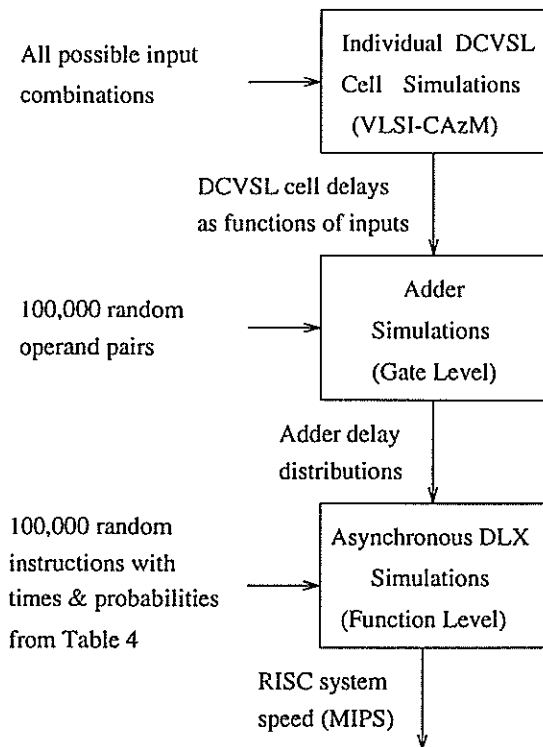 All possible input
combinations
Individual DCVSL
Cell Simulations
(VLSI-CAzM)
DCVSL cell delays
as functions of inputs
100,000 random
operand pairs
Adder
Simulations
(Gate Level)
Adder delay
distributions
100,000 random
instructions with
times & probabilities
from Table 4
Asynchronous DLX
Simulations
(Function Level)
RISC system
speed (MIPS)